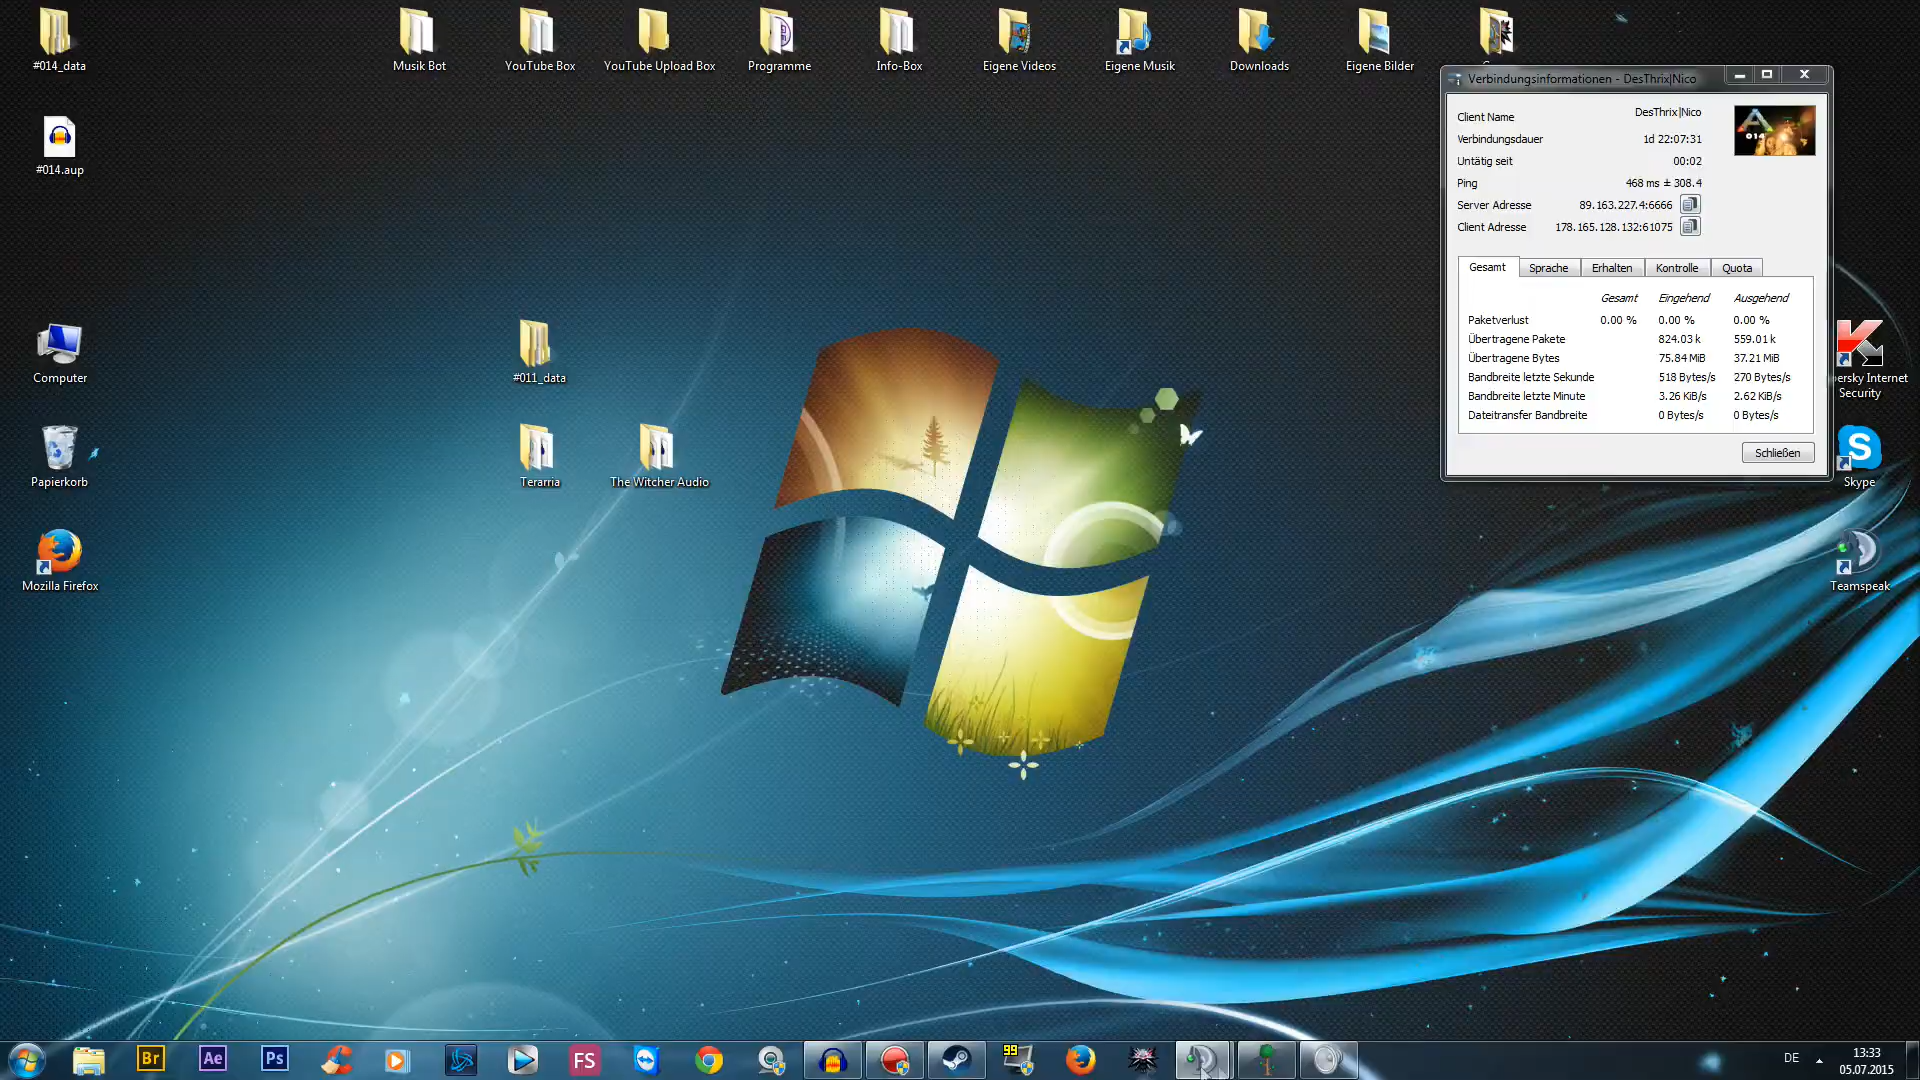 #014_data
Musik Bot
YouTube Box
YouTube Upload Box
Programme
Info-Box
Eigene Videos
Eigene Musik
Downloads
Eigene Bilder
#014.aup
Verbindungsinformationen - DesThrix|Nico
Client Name DesThrix|Nico
Verbindungsdauer 1d 22:07:31
Untätig seit 00:02
Ping 468 ms ± 308.4
Server Adresse 89.163.227.4:6666
Client Adresse 178.165.128.132:61075
014
Gesamt Sprache Erhalten Kontrolle Quota
Gesamt Eingehend Ausgehend
Paketverlust 0.00 % 0.00 % 0.00 %
Übertragene Pakete 824.03 k 559.01 k
Übertragene Bytes 75.84 MiB 37.21 MiB
Bandbreite letzte Sekunde 518 Bytes/s 270 Bytes/s
Bandbreite letzte Minute 3.26 KiB/s 2.62 KiB/s
Dateitransfer Bandbreite 0 Bytes/s 0 Bytes/s
Schließen
Computer
#011_data
ersky Internet
Security
Papierkorb
Terarria
The Witcher Audio
Skype
Mozilla Firefox
Teamspeak
Br
Ae
Ps
FS
99
DE
13:33
05.07.2015